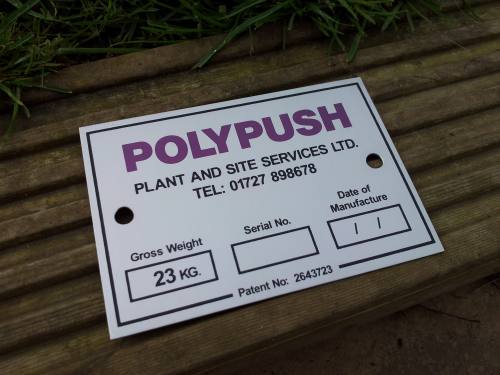 POLYPUSH
PLANT AND SITE SERVICES LTD.
TEL: 01727 898678
Gross Weight
23 KG.
Serial No.
Date of
Manufacture
/ /
Patent No: 2643723